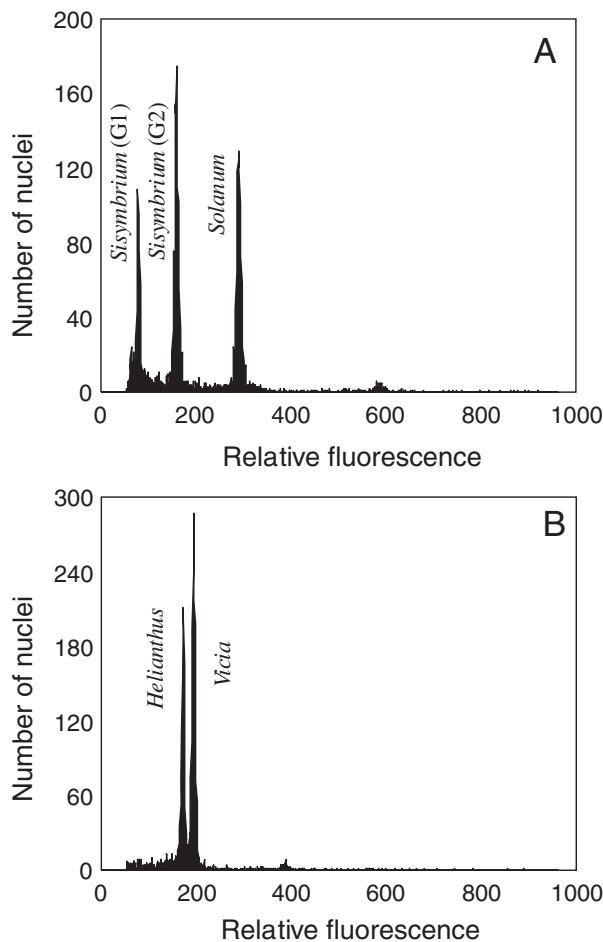 A
200
160
120
80
40
0
Number of nuclei
Sisymbrium (G1)
Sisymbrium (G2)
Solanum
0 200 400 600 800 1000
Relative fluorescence
B
300
240
180
120
60
0
Number of nuclei
Helianthus
Vicia
0 200 400 600 800 1000
Relative fluorescence